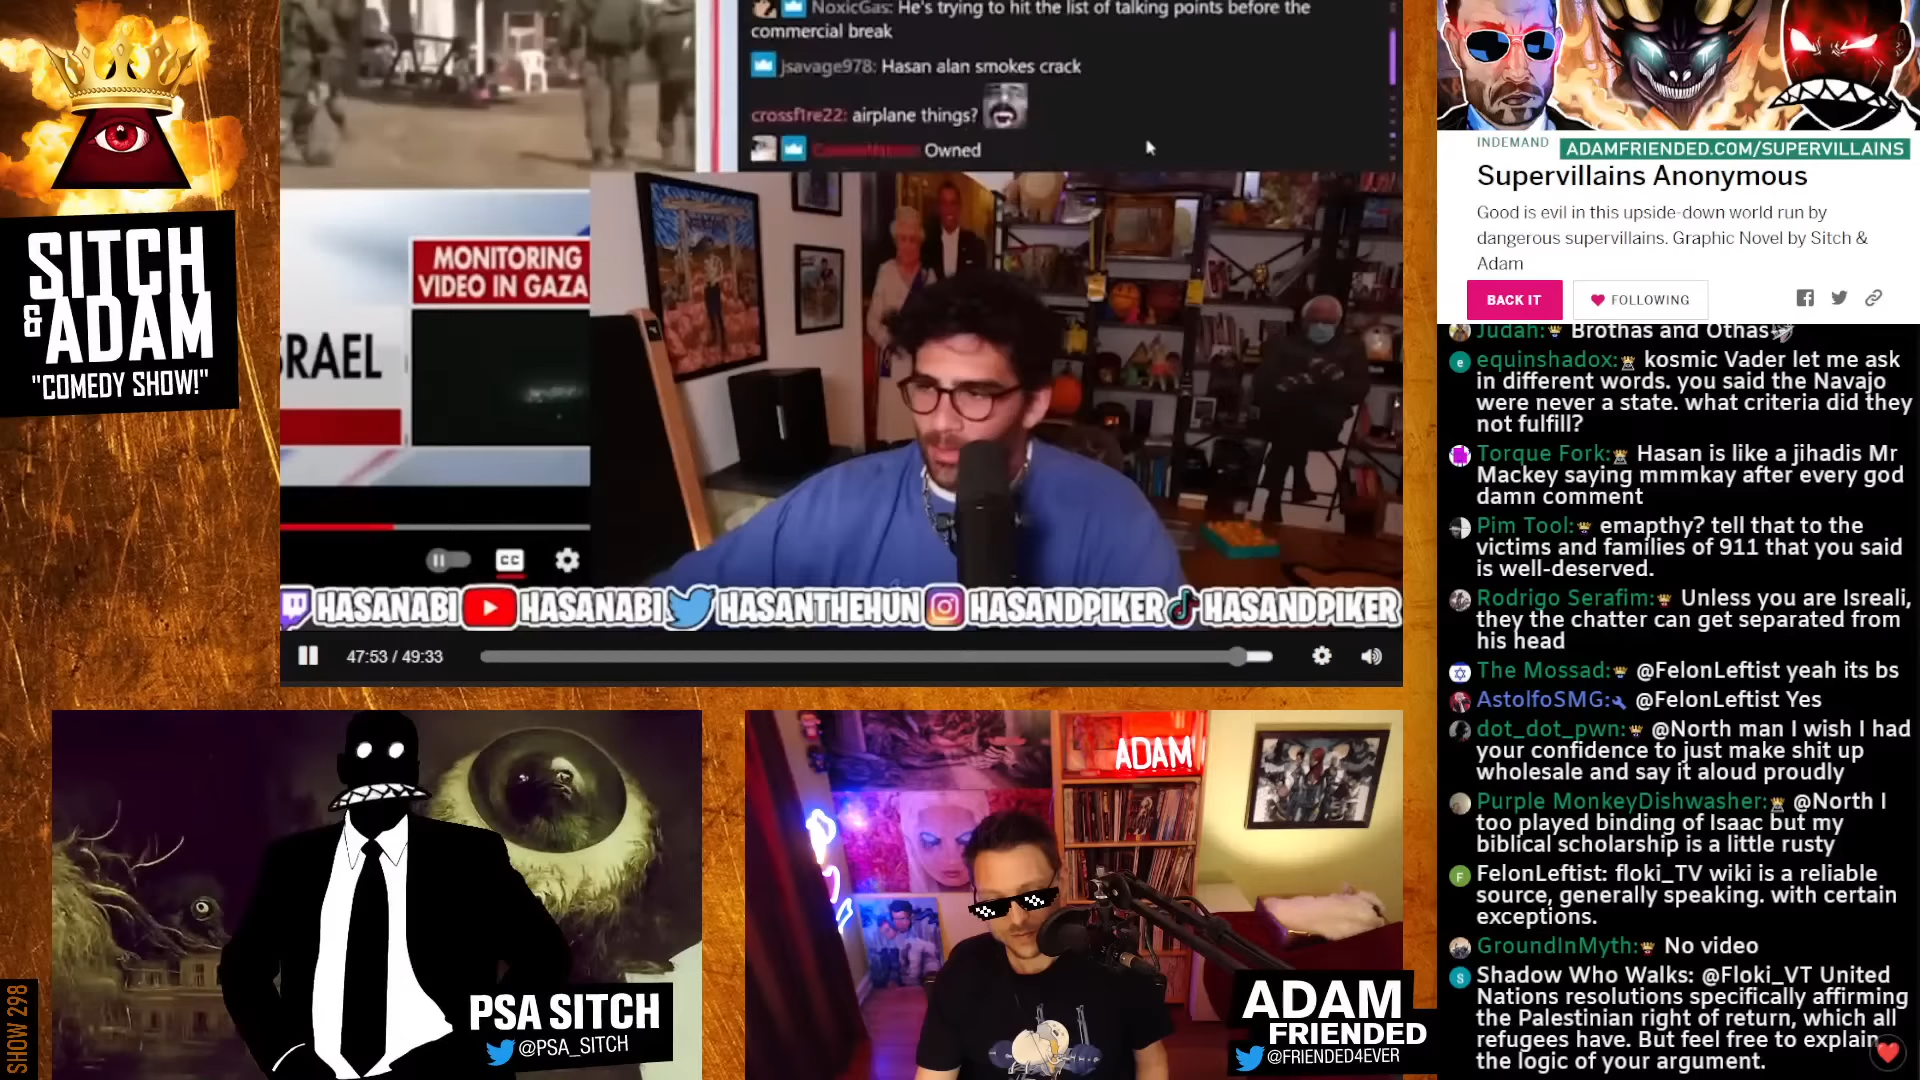 SITCH
& ADAM
"COMEDY SHOW!"
SHOW 298
NoxicGas: He's trying to hit the list of talking points before the
commercial break
jsavage978: Hasan alan smokes crack
crossf1re22: airplane things?
Owned
MONITORING
VIDEO IN GAZA
SRAEL
CC
HASANABI HASANABI HASANTHEHUN HASANDPIKER HASANDPIKER
47:53 / 49:33
PSA SITCH
@PSA_SITCH
ADAM
ADAM
FRIENDED
@FRIENDED4EVER
INDEMAND
ADAMFRIENDED.COM/SUPERVILLAINS
Supervillains Anonymous
Good is evil in this upside-down world run by
dangerous supervillains. Graphic Novel by Sitch &
Adam
BACK IT
FOLLOWING
Judah: Brothas and Othas
equinshadox: kosmic Vader let me ask
in different words. you said the Navajo
were never a state. what criteria did they
not fulfill?
Torque Fork: Hasan is like a jihadis Mr
Mackey saying mmmkay after every god
damn comment
Pim Tool: emapthy? tell that to the
victims and families of 911 that you said
is well-deserved.
Rodrigo Serafim: Unless you are Isreali,
they the chatter can get separated from
his head
The Mossad: @FelonLeftist yeah its bs
AstolfoSMG: @FelonLeftist Yes
dot_dot_pwn: @North man I wish I had
your confidence to just make shit up
wholesale and say it aloud proudly
Purple MonkeyDishwasher: @North I
too played binding of Isaac but my
biblical scholarship is a little rusty
FelonLeftist: floki_TV wiki is a reliable
source, generally speaking. with certain
exceptions.
GroundInMyth: No video
Shadow Who Walks: @Floki_VT United
Nations resolutions specifically affirming
the Palestinian right of return, which all
refugees have. But feel free to explain
the logic of your argument.